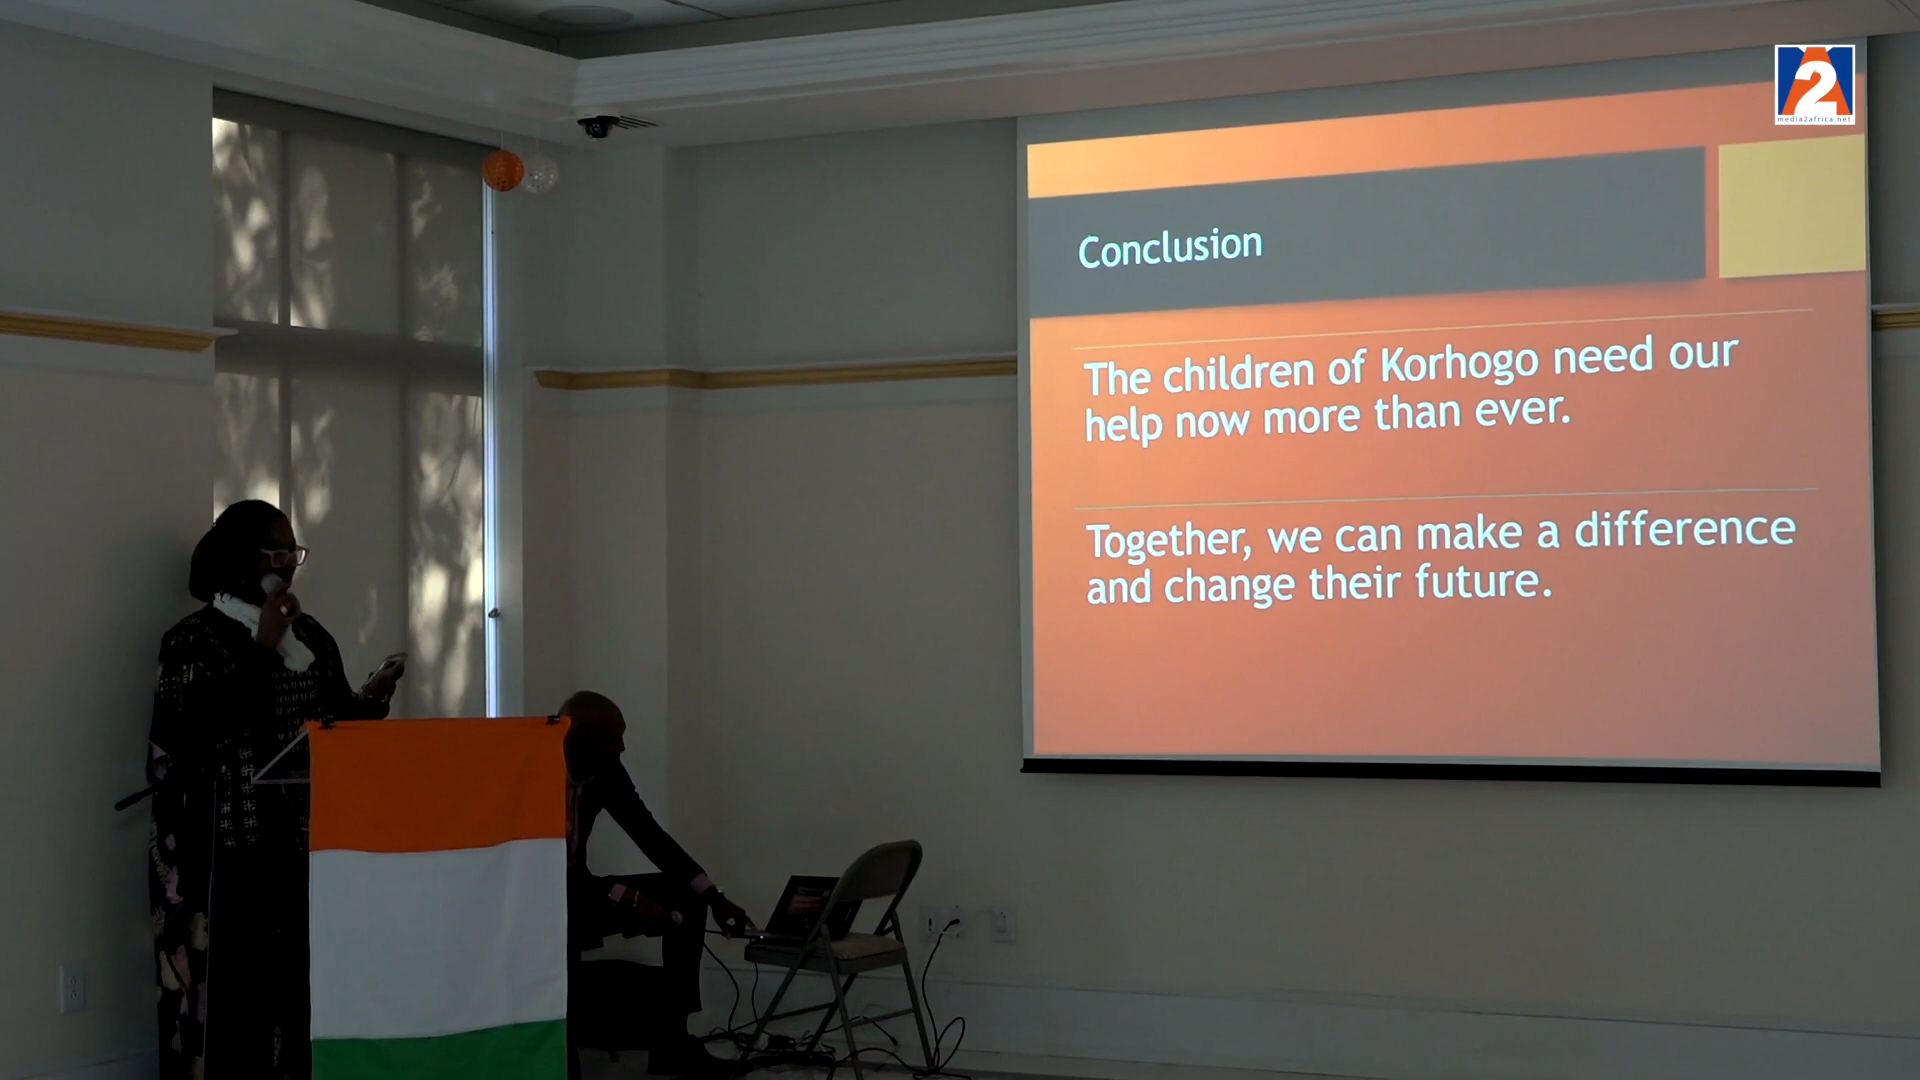 2
media2africa.net
Conclusion
The children of Korhogo need our
help now more than ever.
Together, we can make a difference
and change their future.